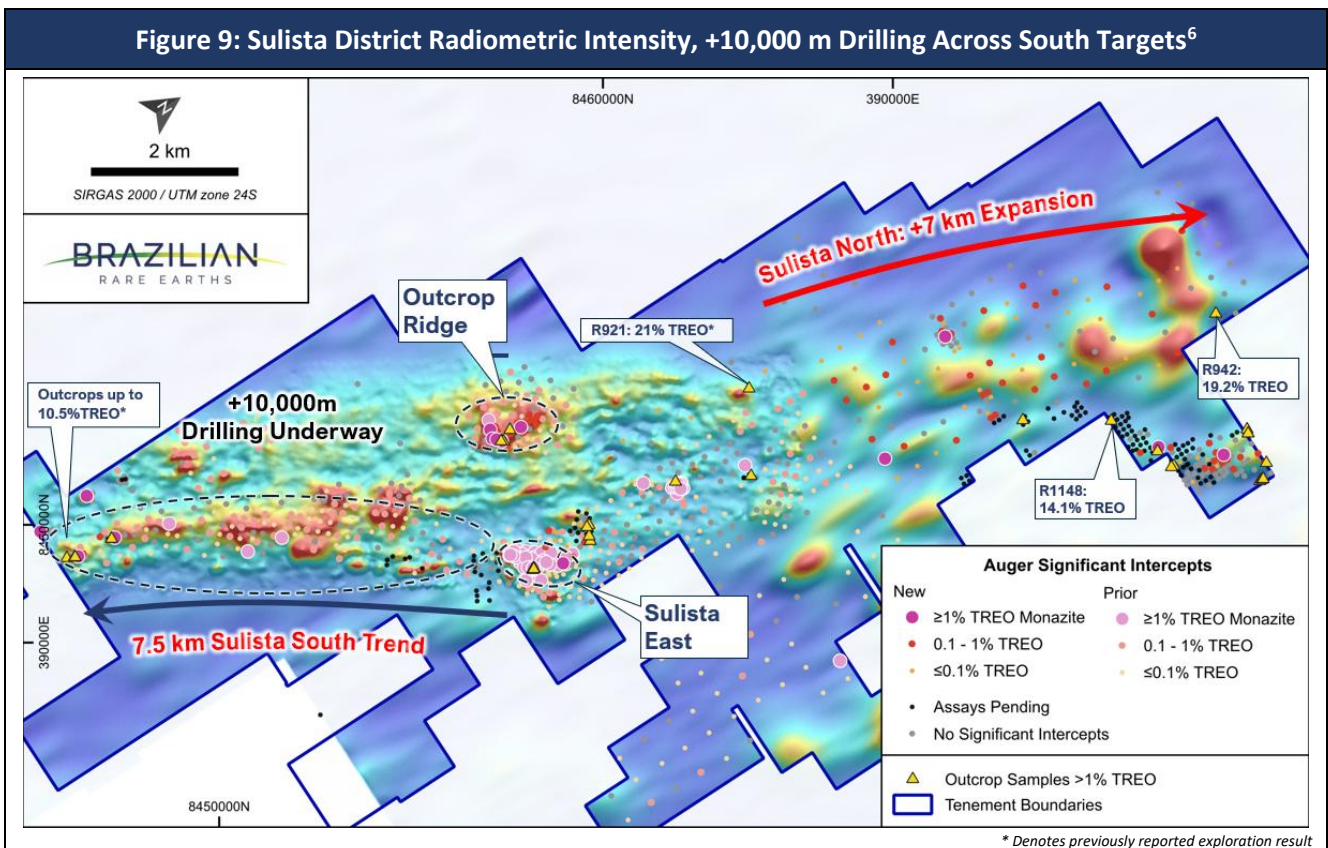 Figure 9: Sulista District Radiometric Intensity, +10,000 m Drilling Across South Targets6
8460000N
390000E
N
2 km
SIRGAS 2000 / UTM zone 24S
BRAZILIAN
RARE EARTHS
Sulista North: +7 km Expansion
Outcrop
Ridge
R921: 21% TREO*
R942:
19.2% TREO
Outcrops up to
10.5%TREO*
+10,000m
Drilling Underway
R1148:
14.1% TREO
8460000N
Sulista
East
7.5 km Sulista South Trend
390000E
8450000N
Auger Significant Intercepts
New
Prior
≥1% TREO Monazite
≥1% TREO Monazite
0.1 - 1% TREO
0.1 - 1% TREO
≤0.1% TREO
≤0.1% TREO
Assays Pending
No Significant Intercepts
Outcrop Samples >1% TREO
Tenement Boundaries
* Denotes previously reported exploration result